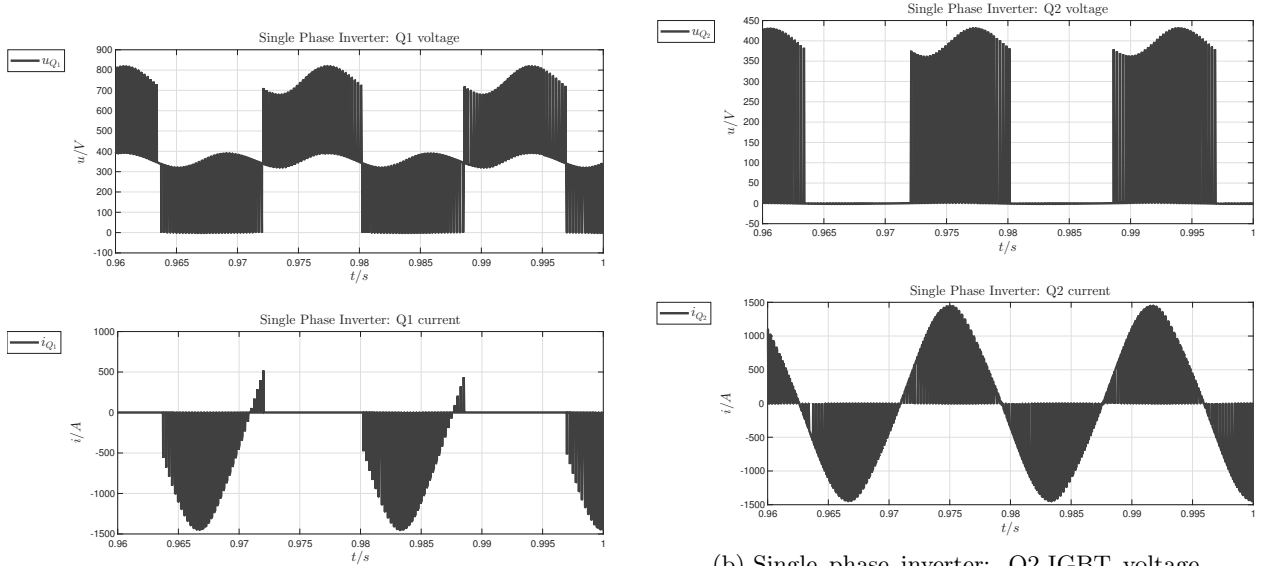 Single Phase Inverter: Q1 voltage
u_{Q_1}
900
800
700
600
500
400
300
200
100
0
-100
u/V
0.96 0.965 0.97 0.975 0.98 0.985 0.99 0.995 1
t/s
Single Phase Inverter: Q1 current
i_{Q_1}
1000
500
0
-500
-1000
-1500
i/A
0.96 0.965 0.97 0.975 0.98 0.985 0.99 0.995 1
t/s
Single Phase Inverter: Q2 voltage
u_{Q_2}
450
400
350
300
250
200
150
100
50
0
-50
u/V
0.96 0.965 0.97 0.975 0.98 0.985 0.99 0.995 1
t/s
Single Phase Inverter: Q2 current
i_{Q_2}
1500
1000
500
0
-500
-1000
-1500
i/A
0.96 0.965 0.97 0.975 0.98 0.985 0.99 0.995 1
t/s
(b) Single phase inverter: Q2 IGBT voltage